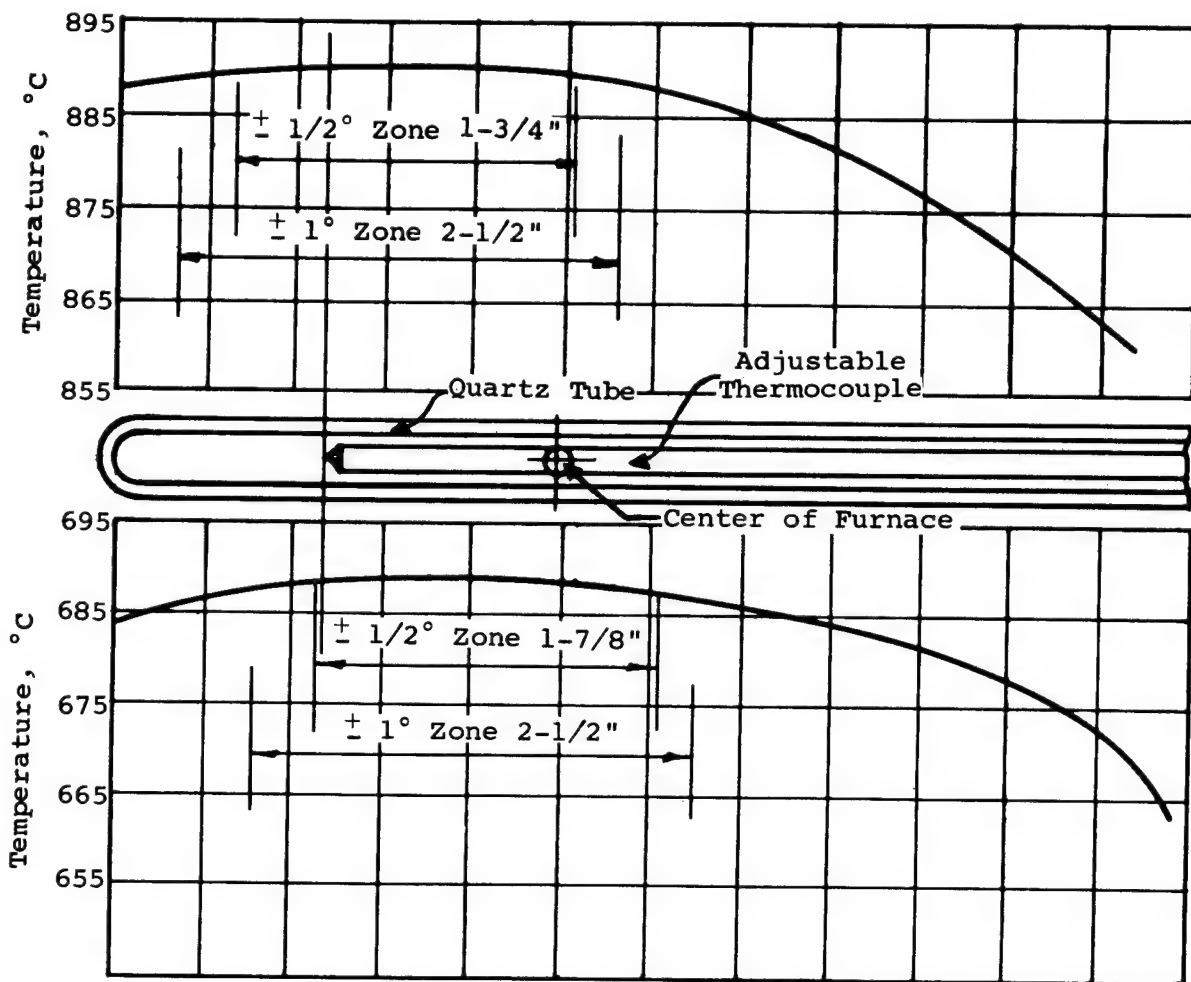 895
885
875
865
855
Temperature, °C
± 1/2° Zone 1-3/4"
± 1° Zone 2-1/2"
Quartz Tube
Adjustable
Thermocouple
Center of Furnace
695
685
675
665
655
Temperature, °C
± 1/2° Zone 1-7/8"
± 1° Zone 2-1/2"